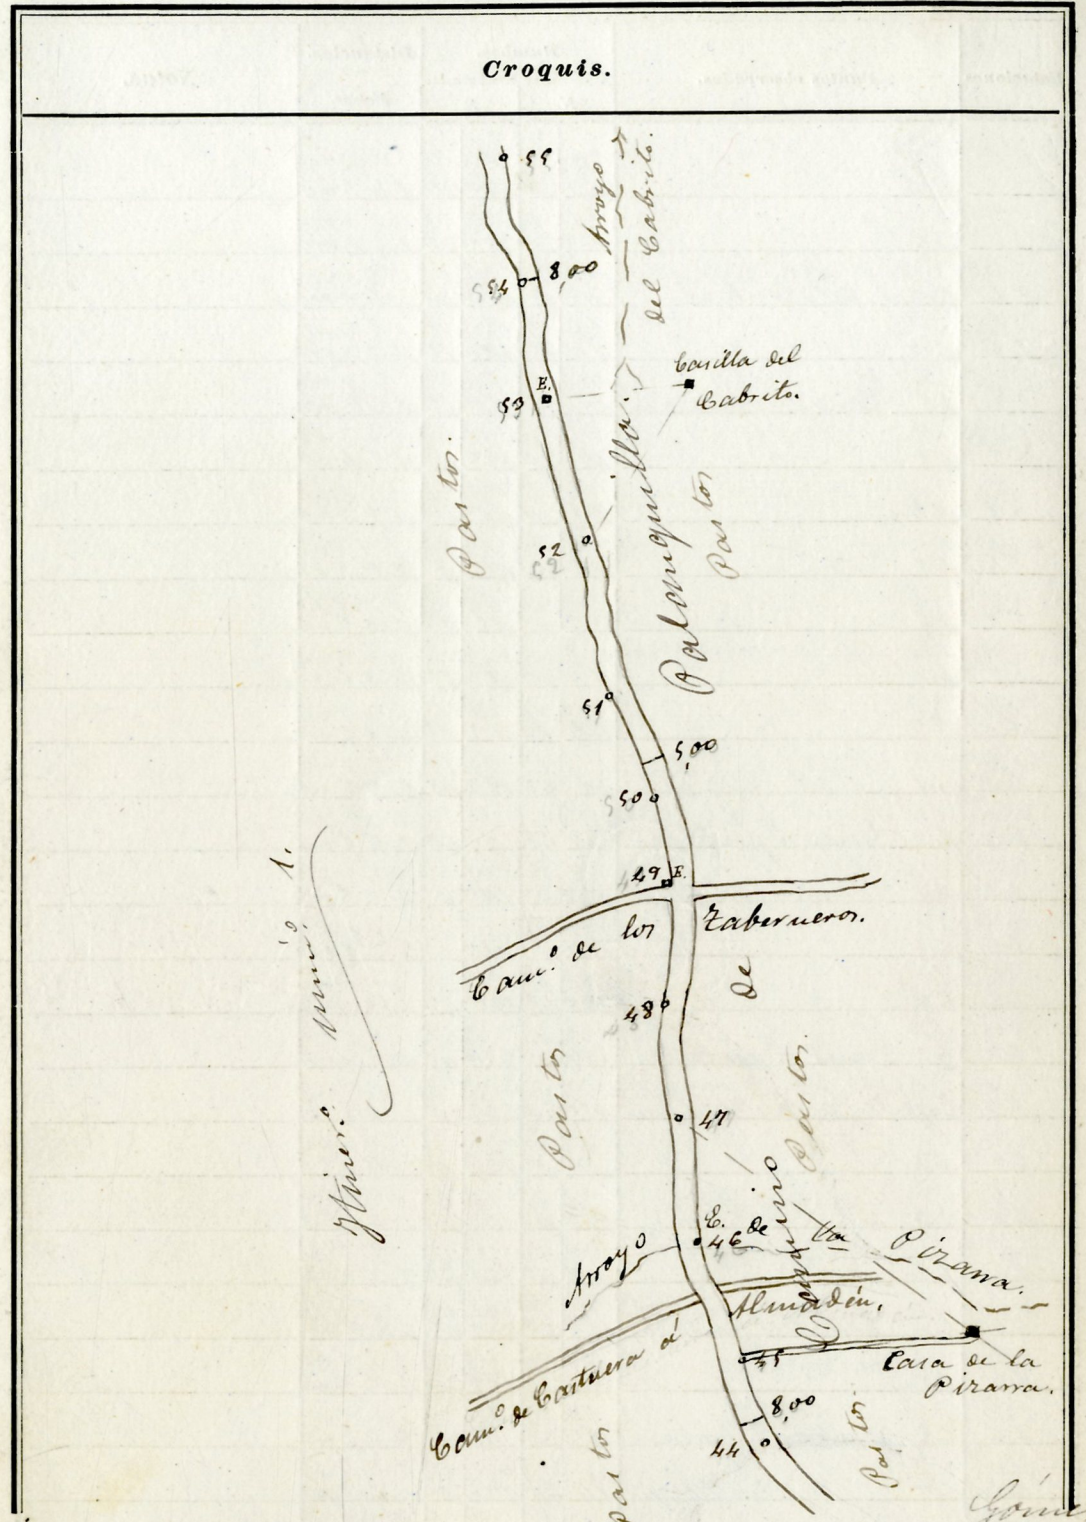 Croquis.
55
Arroyo
del Cabrito.
54
8,00
Casilla del
Cabrito.
E.
53
Pastos.
Pastos
52
Palanquilla.
51
5,00
50
49 E.
Cam.º de los Taberneros.
de
48
Itiner.º núm.º 1.
Pastos
Pastos.
47
Camino
E.
46
Arroyo de la Pizarra.
Cam.º de Castuera á Almadén.
45
Casa de la
Pizarra.
8,00
44
Pastos
Pastos